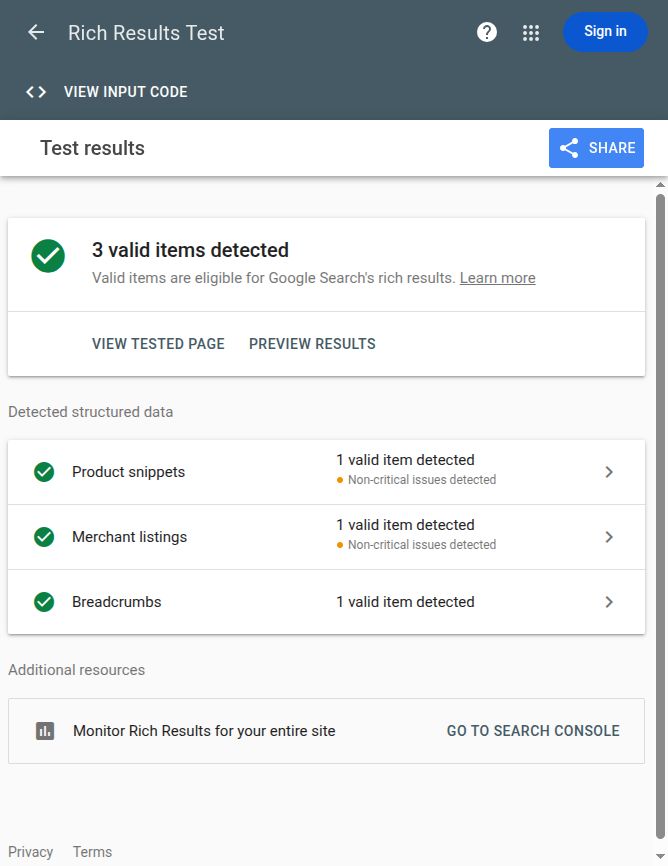 Rich Results Test
Sign in
VIEW INPUT CODE
Test results
SHARE
3 valid items detected
Valid items are eligible for Google Search's rich results. Learn more
VIEW TESTED PAGE PREVIEW RESULTS
Detected structured data
Product snippets
1 valid item detected
Non-critical issues detected
Merchant listings
1 valid item detected
Non-critical issues detected
Breadcrumbs
1 valid item detected
Additional resources
Monitor Rich Results for your entire site
GO TO SEARCH CONSOLE
Privacy Terms